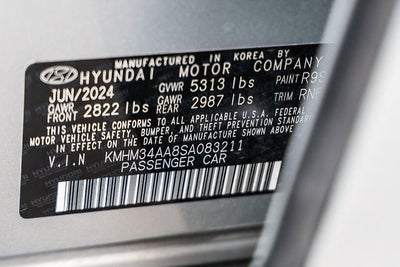 MANUFACTURED IN KOREA BY
HYUNDAI MOTOR COMPANY
JUN/2024 GVWR 5313 lbs PAINT R9S
GAWR FRONT 2822 lbs GAWR REAR 2987 lbs TRIM
THIS VEHICLE CONFORMS TO ALL APPLICABLE U.S. FEDERAL
MOTOR VEHICLE SAFETY, BUMPER, AND THEFT PREVENTION STANDARDS
IN EFFECT ON THE DATE OF MANUFACTURE SHOWN ABOVE.
V.I.N KMHM34AA8SA083211
PASSENGER CAR